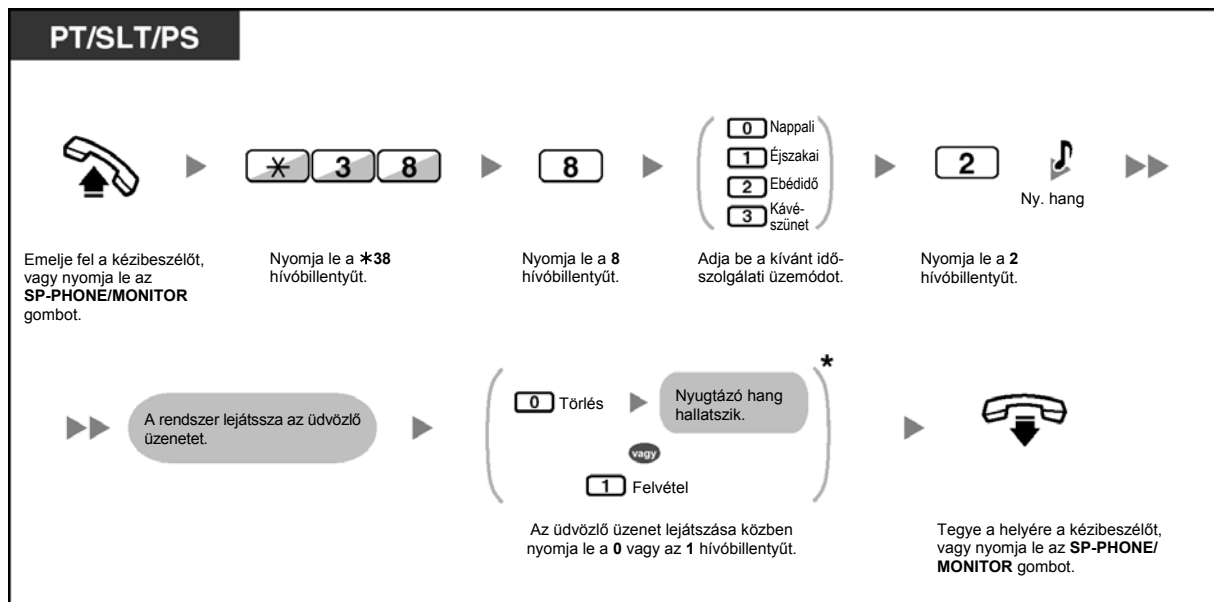 PT/SLT/PS
0 Nappali
1 Éjszakai
2 Ebédidő
3 Kávé-
szünet
* 3 8
8
2
Ny. hang
Emelje fel a kézibeszélőt,
vagy nyomja le az
SP-PHONE/MONITOR
gombot.
Nyomja le a *38
hívóbillentyűt.
Nyomja le a 8
hívóbillentyűt.
Adja be a kívánt idő-
szolgálati üzemódot.
Nyomja le a 2
hívóbillentyűt.
A rendszer lejátssza az üdvözlő
üzenetet.
0 Törlés
Nyugtázó hang
hallatszik.
*
vagy
1 Felvétel
Az üdvözlő üzenet lejátszása közben
nyomja le a 0 vagy az 1 hívóbillentyűt.
Tegye a helyére a kézibeszélőt,
vagy nyomja le az SP-PHONE/
MONITOR gombot.